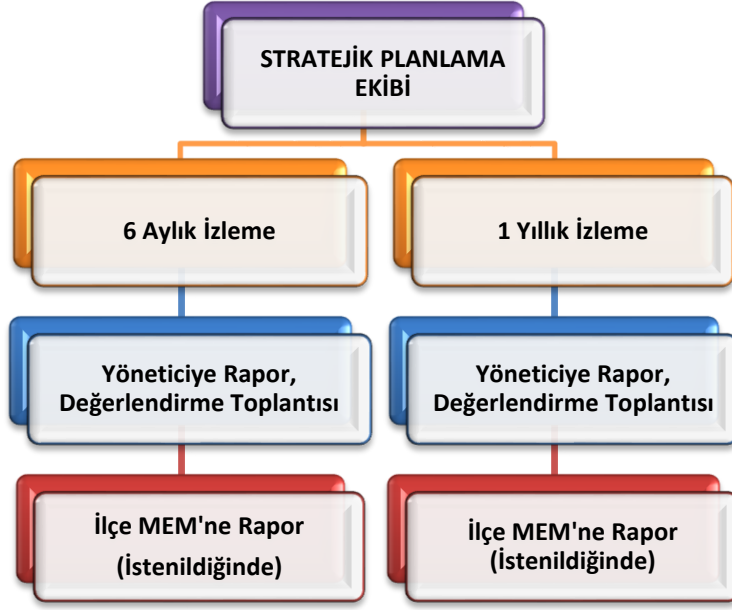 STRATEJİK PLANLAMA
EKİBİ
6 Aylık İzleme
1 Yıllık İzleme
Yöneticiye Rapor,
Değerlendirme Toplantısı
Yöneticiye Rapor,
Değerlendirme Toplantısı
İlçe MEM'ne Rapor
(İstenildiğinde)
İlçe MEM'ne Rapor
(İstenildiğinde)